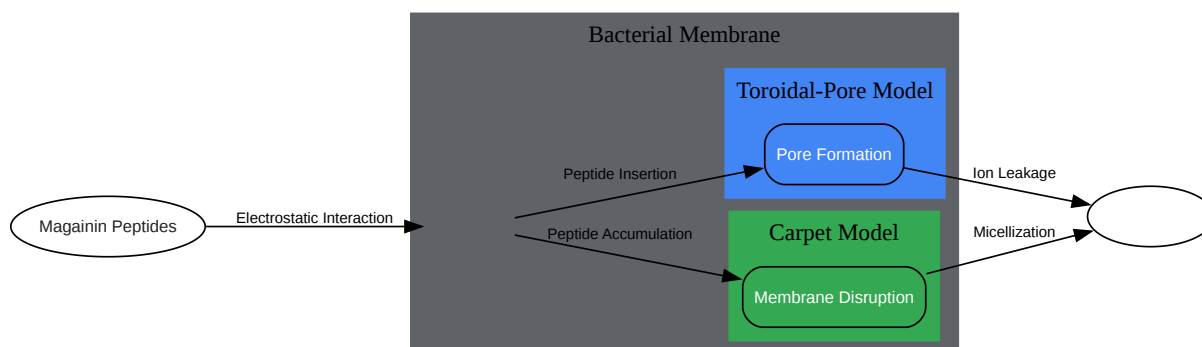 Bacterial Membrane
Toroidal-Pore Model
Pore Formation
Peptide Insertion
Ion Leakage
Magainin Peptides
Electrostatic Interaction
Peptide Accumulation
Carpet Model
Micellization
Membrane Disruption